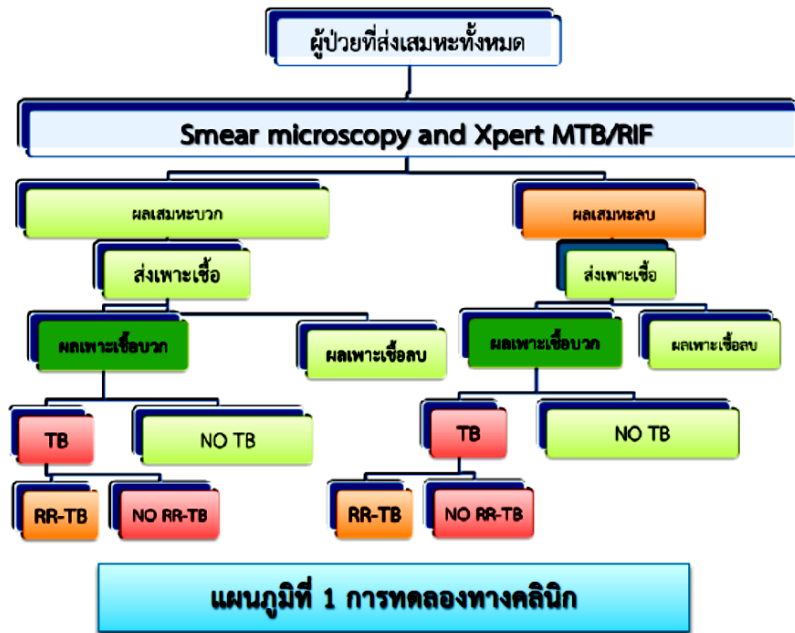 ผู้ป่วยที่ส่งเสมหะทั้งหมด
Smear microscopy and Xpert MTB/RIF
ผลเสมหะบวก
ผลเสมหะลบ
ส่งเพาะเชื้อ
ส่งเพาะเชื้อ
ผลเพาะเชื้อบวก
ผลเพาะเชื้อลบ
ผลเพาะเชื้อบวก
ผลเพาะเชื้อลบ
TB
NO TB
TB
NO TB
RR-TB
NO RR-TB
RR-TB
NO RR-TB
แผนภูมิที่ 1 การทดลองทางคลินิก